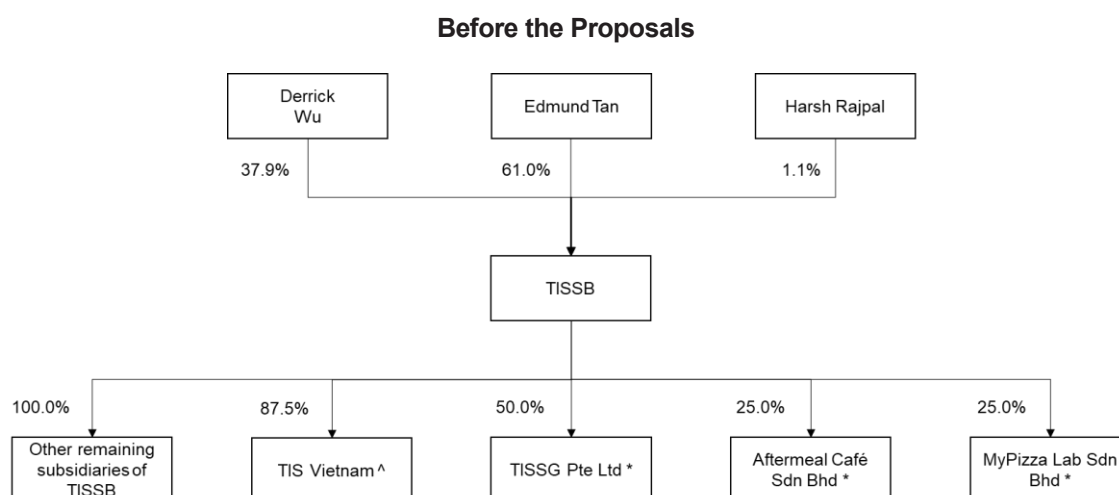 Before the Proposals
Derrick
Wu
Edmund Tan
Harsh Rajpal
37.9%
61.0%
1.1%
TISSB
100.0%
87.5%
50.0%
25.0%
25.0%
Other remaining
subsidiaries of
TISSB
TIS Vietnam ^
TISSG Pte Ltd *
Aftermeal Café
Sdn Bhd *
MyPizza Lab Sdn
Bhd *